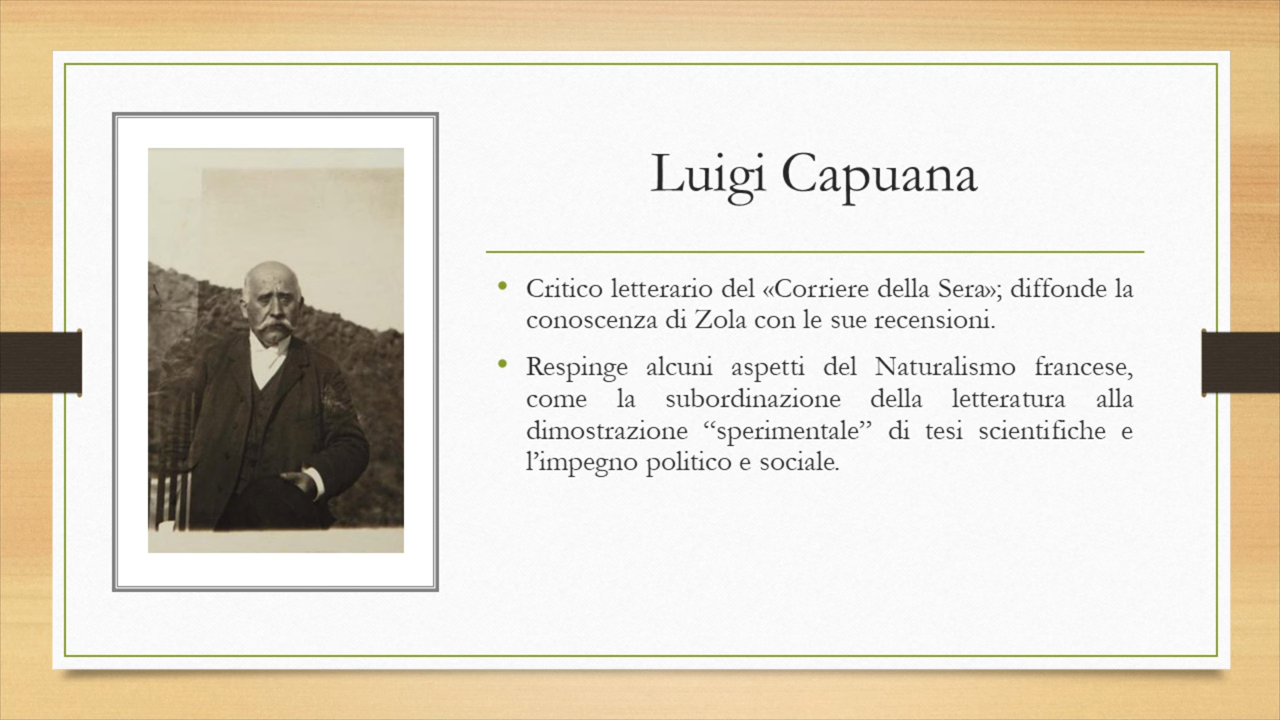 Luigi Capuana
• Critico letterario del «Corriere della Sera»; diffonde la
conoscenza di Zola con le sue recensioni.
• Respinge alcuni aspetti del Naturalismo francese,
come la subordinazione della letteratura alla
dimostrazione “sperimentale” di tesi scientifiche e
l’impegno politico e sociale.